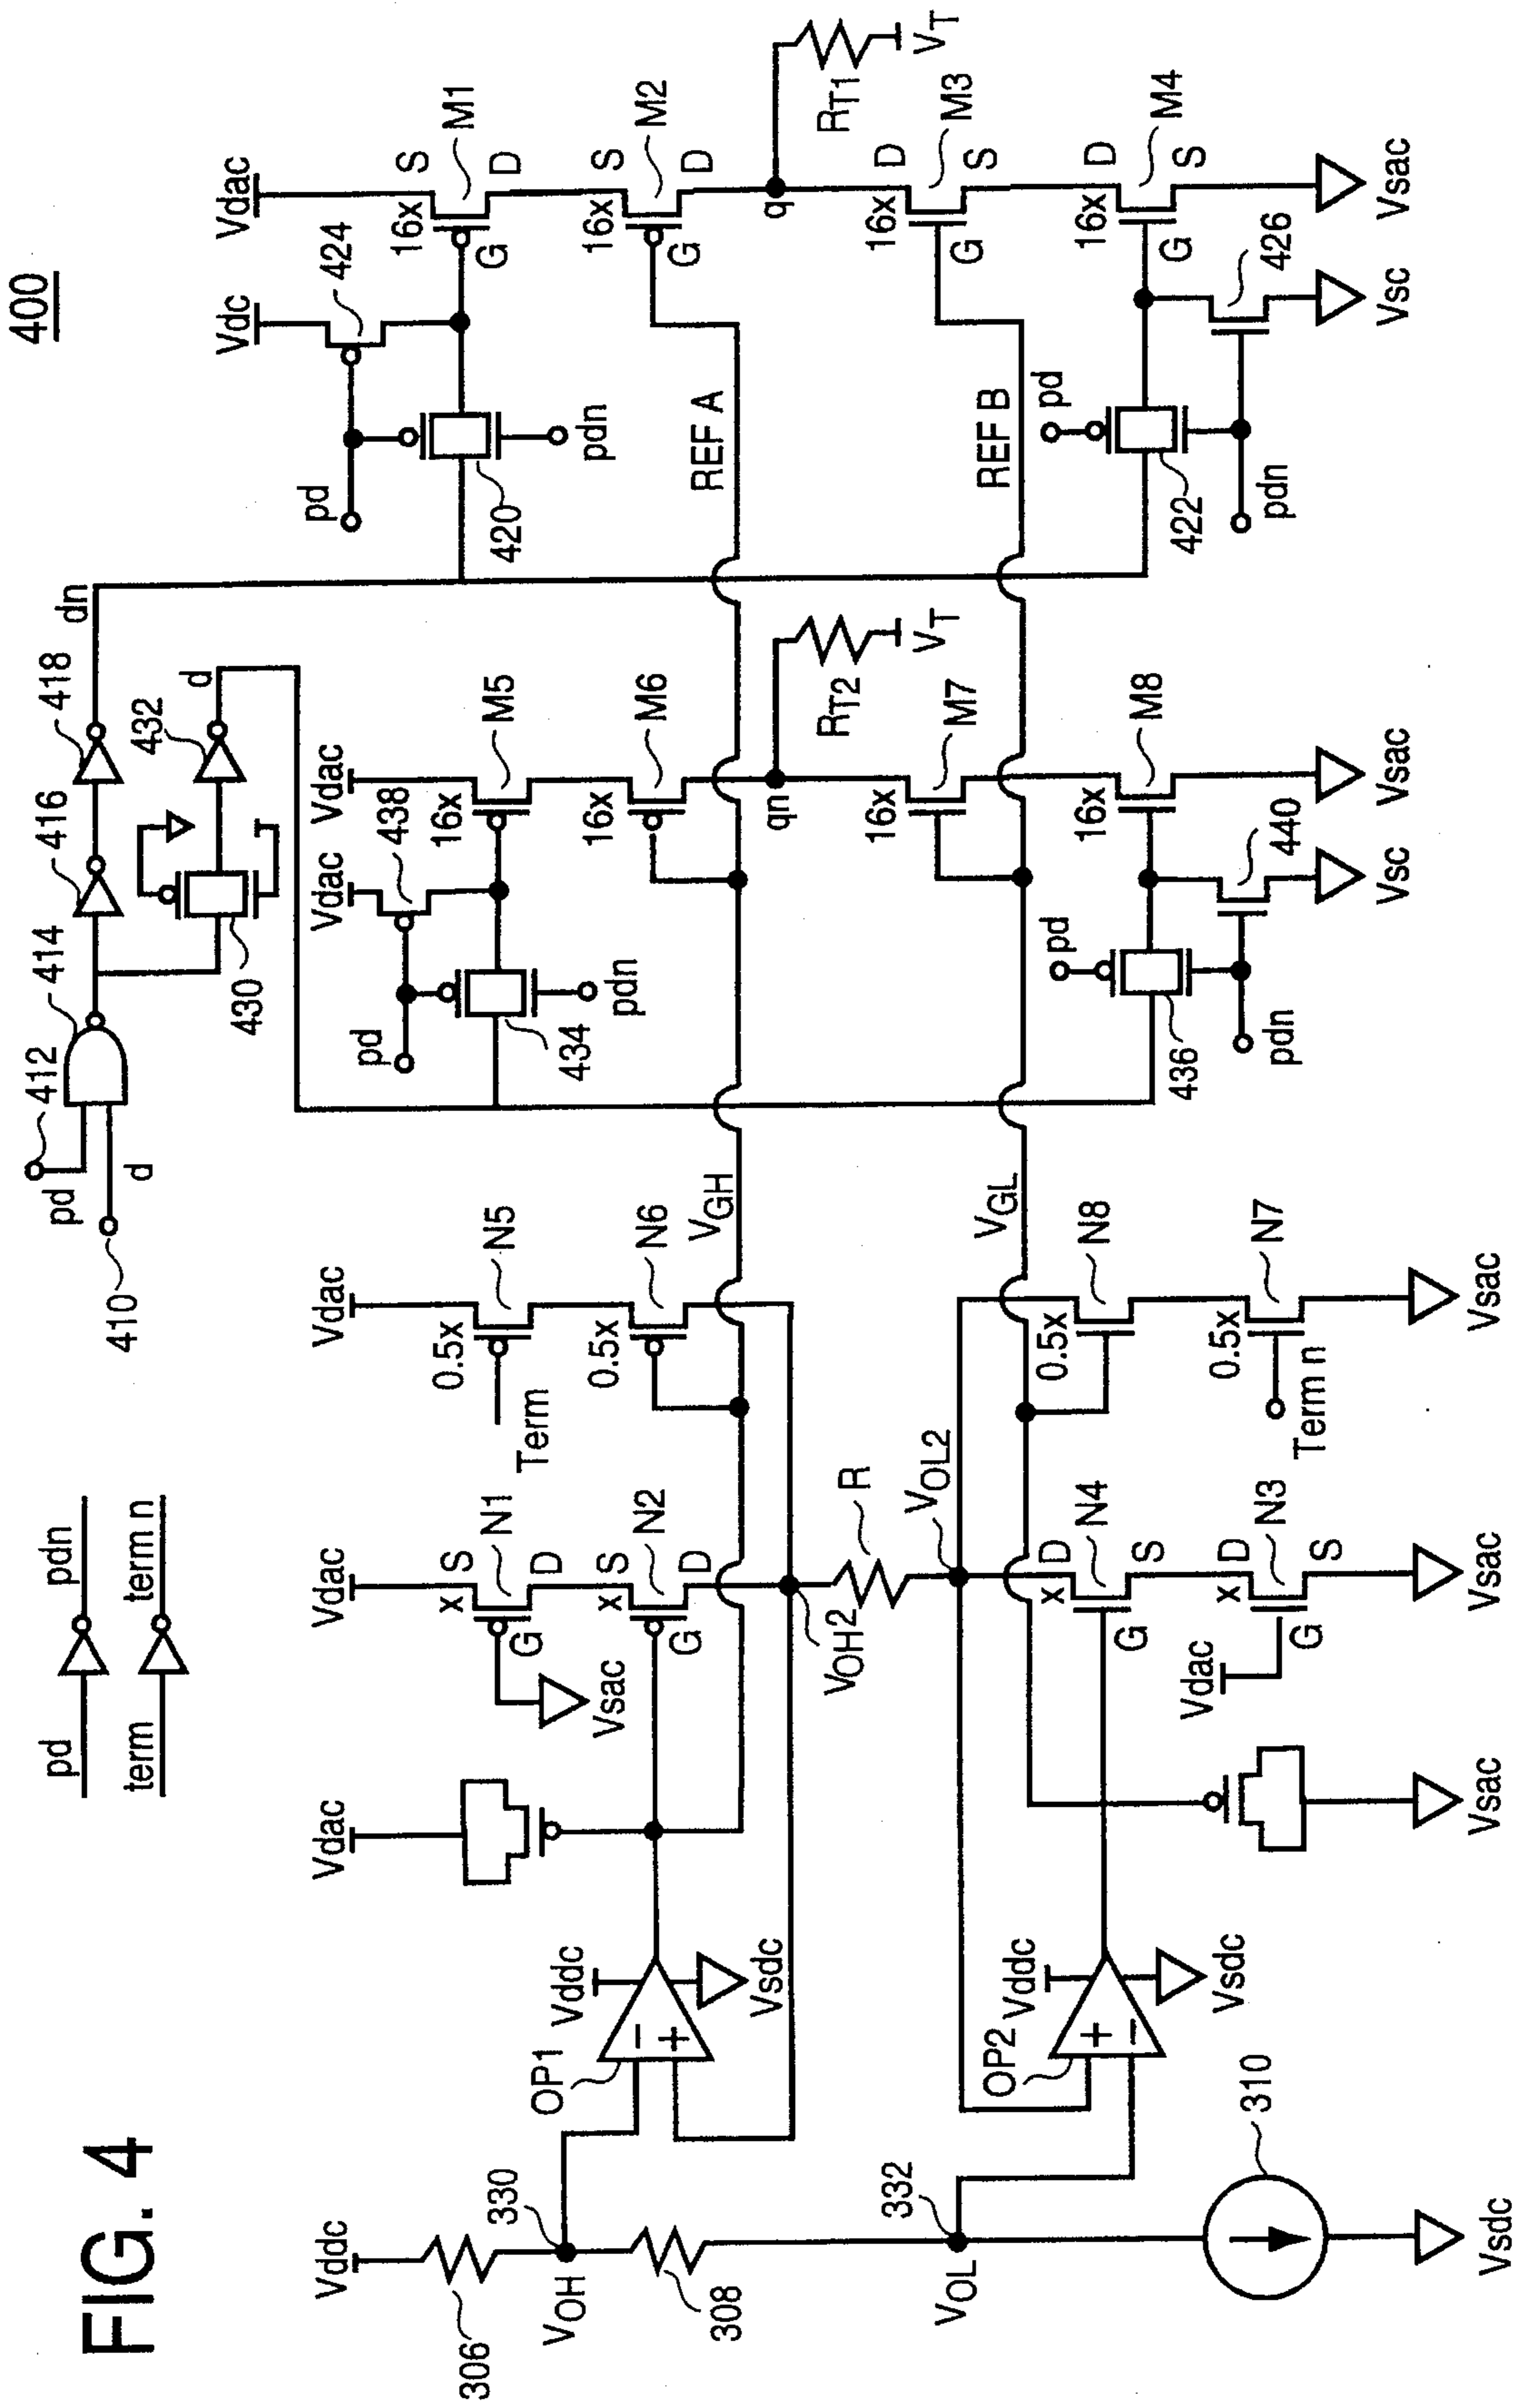 FIG. 4
400
pd
pdn
term
term n
pd
412
d
410
414
416
418
dn
430
432
d
Vddc
306
VOH
330
308
VOL
332
310
Vsdc
OP1
−
+
Vddc
Vsdc
OP2
+
−
Vddc
Vsdc
Vdac
Vsac
Vdac
S
x
N1
G
D
Vsac
S
x
N2
G
D
VOH2
R
VOL2
D
x
N4
G
S
D
x
N3
G
S
Vdac
Vsac
Vdac
0.5x
N5
Term
0.5x
N6
VGH
VGL
0.5x
N8
0.5x
N7
Term n
Vsac
Vdac
438
Vdac
pd
434
pdn
16x
M5
16x
M6
qn
RT2
VT
16x
M7
16x
M8
pd
436
pdn
440
Vsc
Vsac
Vdc
424
Vdac
pd
420
pdn
S
16x
M1
G
D
S
16x
M2
G
D
REF A
q
RT1
VT
REF B
D
16x
M3
G
S
D
16x
M4
G
S
pd
422
pdn
426
Vsc
Vsac